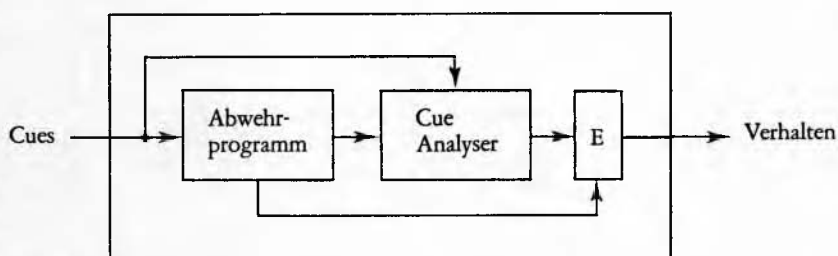 Cues
Abwehr-
programm
Cue
Analyser
E
Verhalten